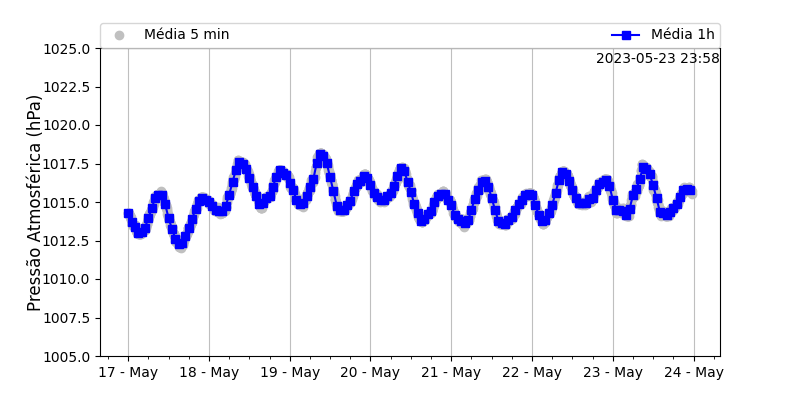 Média 5 min
Média 1h
2023-05-23 23:58
Pressão Atmosférica (hPa)
1025.0
1022.5
1020.0
1017.5
1015.0
1012.5
1010.0
1007.5
1005.0
17 - May
18 - May
19 - May
20 - May
21 - May
22 - May
23 - May
24 - May